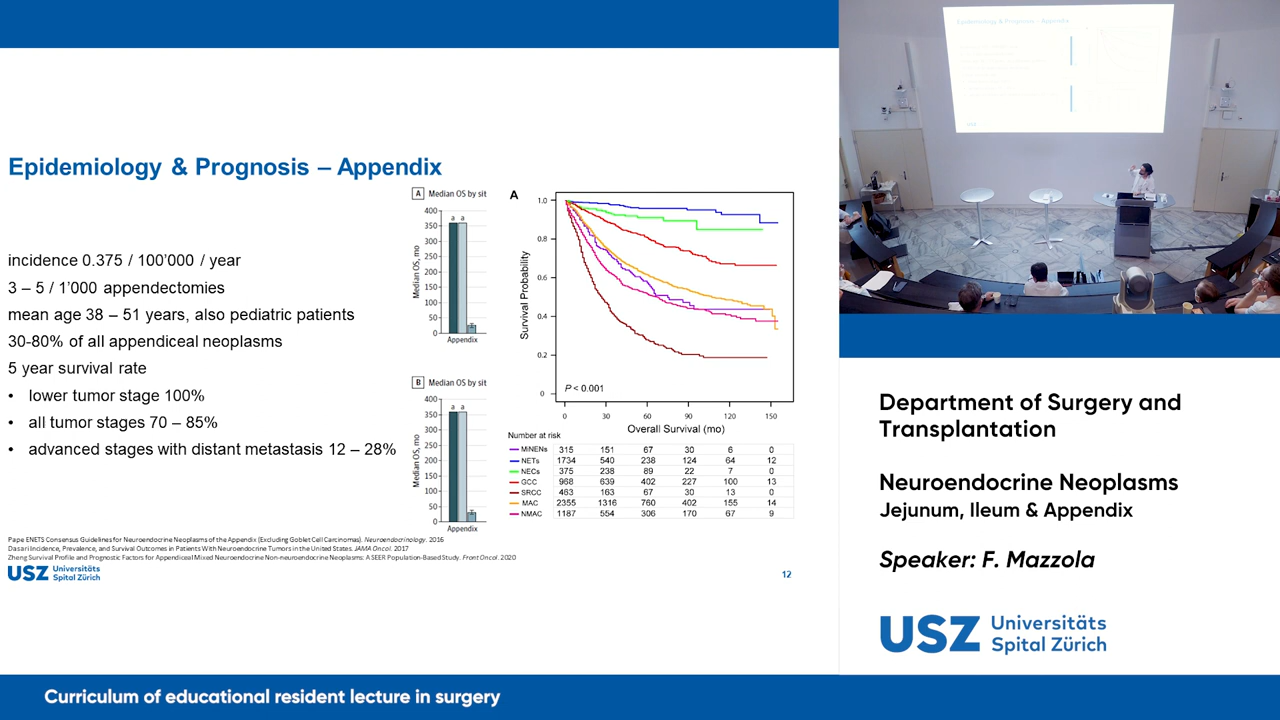 Epidemiology & Prognosis – Appendix
incidence 0.375 / 100'000 / year
3 – 5 / 1'000 appendectomies
mean age 38 – 51 years, also pediatric patients
30-80% of all appendiceal neoplasms
5 year survival rate
• lower tumor stage 100%
• all tumor stages 70 – 85%
• advanced stages with distant metastasis 12 – 28%
A Median OS by sit
Median OS, mo
400
350
300
250
200
150
100
50
0
a a
Appendix
B Median OS by sit
Median OS, mo
400
350
300
250
200
150
100
50
0
a a
Appendix
A
Survival Probability
1.0
0.8
0.6
0.4
0.2
0
P < 0.001
0 30 60 90 120 150
Overall Survival (mo)
Number at risk
MiNENs 315 151 67 30 6 0
NETs 1734 540 238 124 64 12
NECs 375 238 89 22 7 0
GCC 968 639 402 227 100 13
SRCC 463 163 67 30 13 0
MAC 2355 1316 760 402 155 14
NMAC 1187 554 306 170 67 9
Pape ENETS Consensus Guidelines for Neuroendocrine Neoplasms of the Appendix (Excluding Goblet Cell Carcinomas). Neuroendocrinology. 2016
Dasari Incidence, Prevalence, and Survival Outcomes in Patients With Neuroendocrine Tumors in the United States. JAMA Oncol. 2017
Zheng Survival Profile and Prognostic Factors for Appendiceal Mixed Neuroendocrine Non-neuroendocrine Neoplasms: A SEER Population-Based Study. Front Oncol. 2020
USZ Universitäts
Spital Zürich
12
Epidemiology & Prognosis – Appendix
USZ
Department of Surgery and
Transplantation
Neuroendocrine Neoplasms
Jejunum, Ileum & Appendix
Speaker: F. Mazzola
USZ Universitäts
Spital Zürich
Curriculum of educational resident lecture in surgery